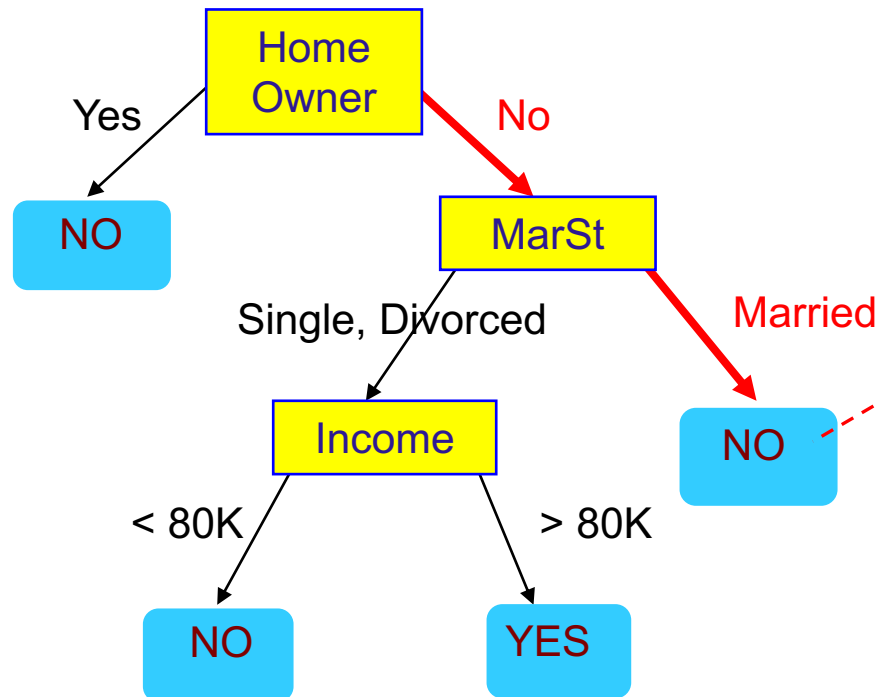 Home
Owner
Yes
No
NO
MarSt
Single, Divorced
Married
Income
NO
< 80K
> 80K
NO
YES